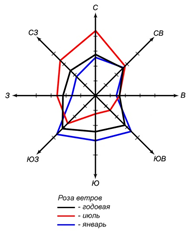 С
СЗ
СВ
З
В
ЮЗ
ЮВ
Ю
Роза ветров
- годовая
- июль
- январь